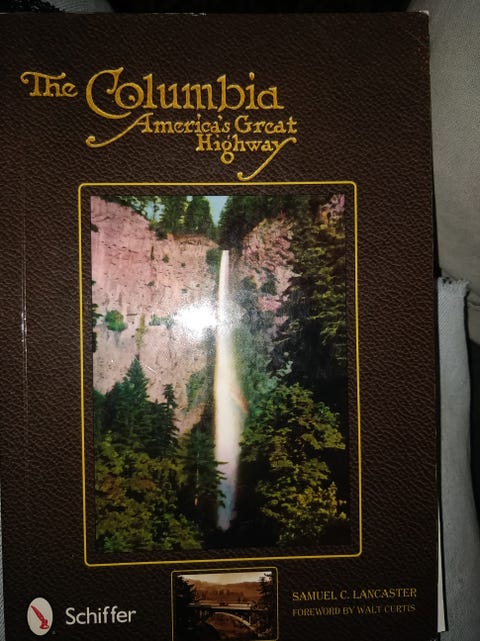 The Columbia
America's Great
Highway
SAMUEL C. LANCASTER
FOREWORD BY WALT CURTIS
Schiffer